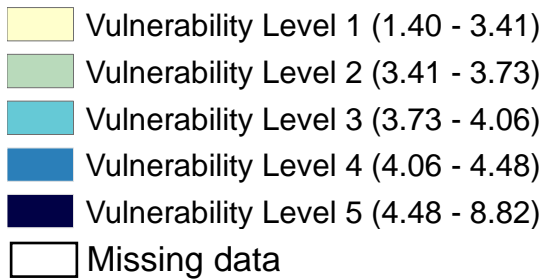 Vulnerability Level 1 (1.40 - 3.41)
Vulnerability Level 2 (3.41 - 3.73)
Vulnerability Level 3 (3.73 - 4.06)
Vulnerability Level 4 (4.06 - 4.48)
Vulnerability Level 5 (4.48 - 8.82)
Missing data